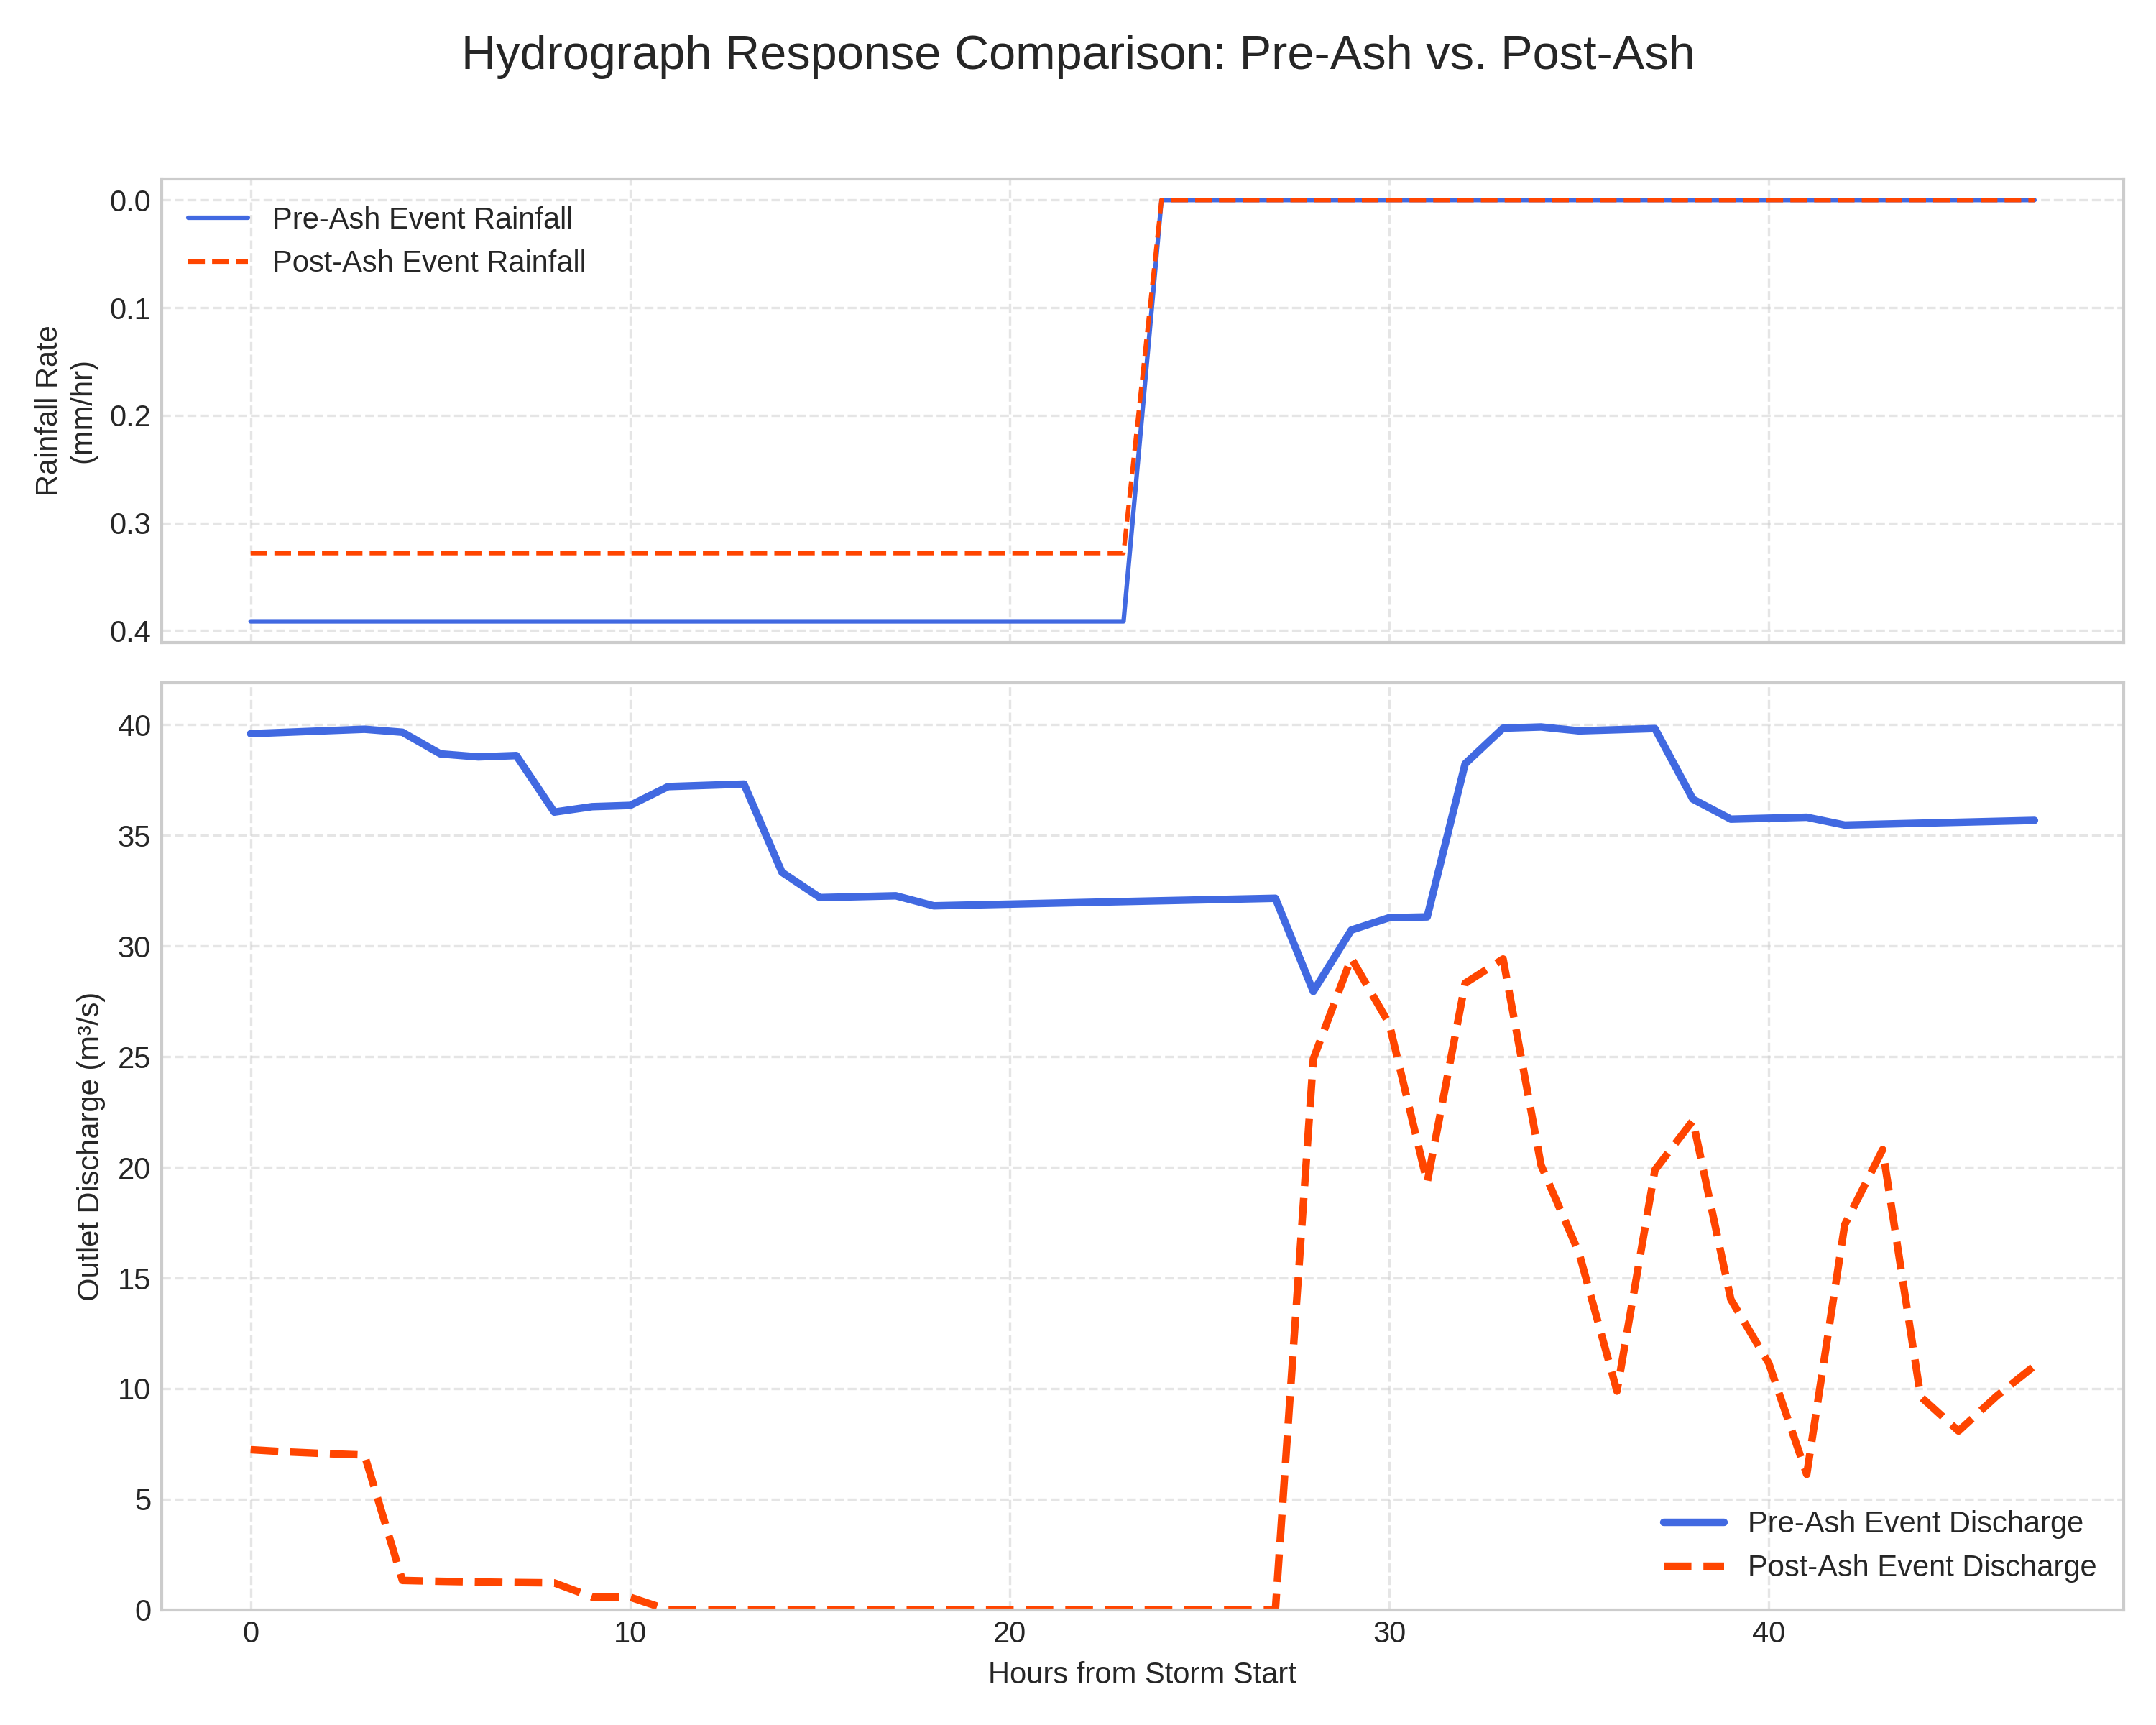 Hydrograph Response Comparison: Pre-Ash vs. Post-Ash
Rainfall Rate
(mm/hr)
0.0
0.1
0.2
0.3
0.4
Pre-Ash Event Rainfall
Post-Ash Event Rainfall
Outlet Discharge (m³/s)
40
35
30
25
20
15
10
5
0
Pre-Ash Event Discharge
Post-Ash Event Discharge
0 10 20 30 40
Hours from Storm Start